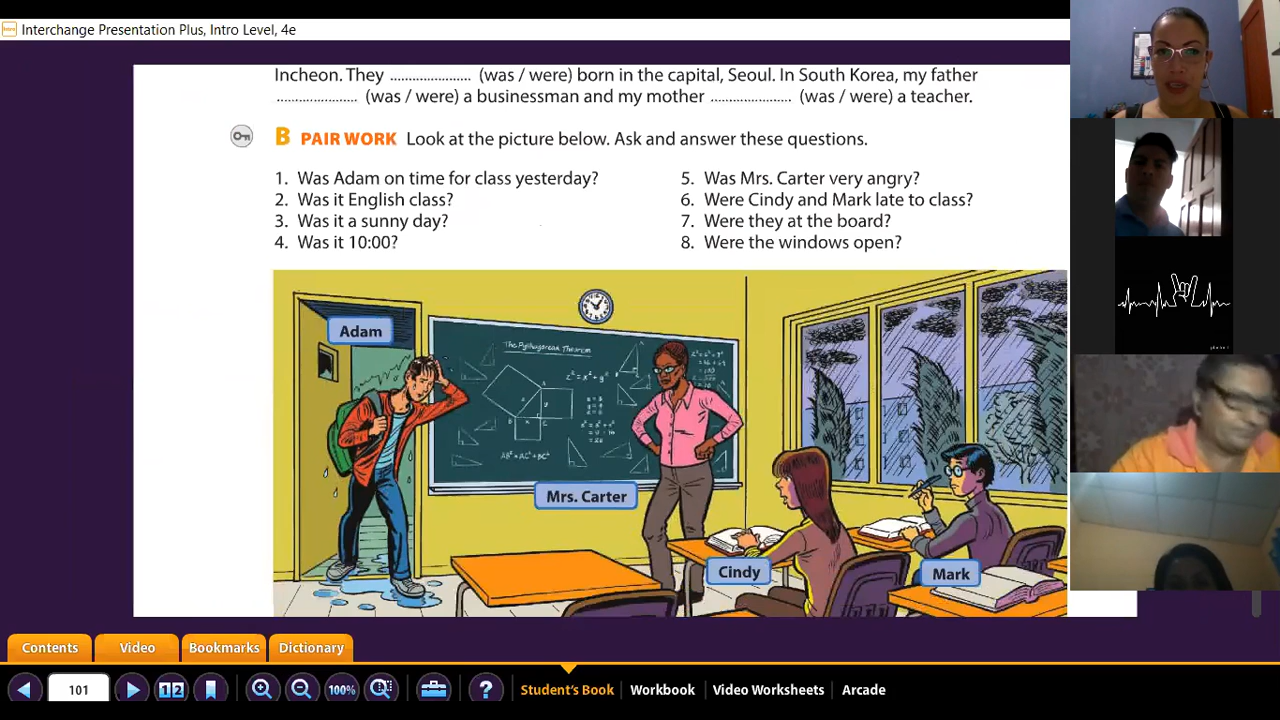 Interchange Presentation Plus, Intro Level, 4e
Incheon. They ..................... (was / were) born in the capital, Seoul. In South Korea, my father
..................... (was / were) a businessman and my mother ..................... (was / were) a teacher.
B PAIR WORK Look at the picture below. Ask and answer these questions.
1. Was Adam on time for class yesterday?
2. Was it English class?
3. Was it a sunny day?
4. Was it 10:00?
5. Was Mrs. Carter very angry?
6. Were Cindy and Mark late to class?
7. Were they at the board?
8. Were the windows open?
Adam
The Pythagorean Theorem
Mrs. Carter
Cindy
Mark
Contents
Video
Bookmarks
Dictionary
101
12
100%
?
Student's Book
Workbook
Video Worksheets
Arcade